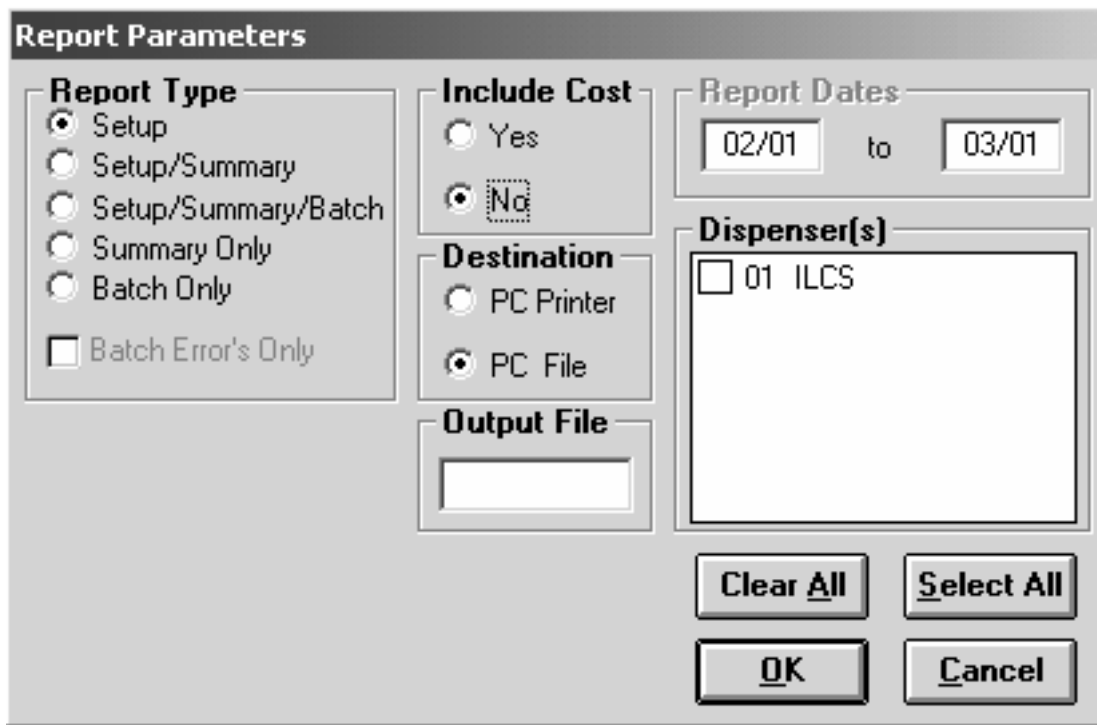 Report Parameters
Report Type
Setup
Setup/Summary
Setup/Summary/Batch
Summary Only
Batch Only
Batch Error's Only
Include Cost
Yes
No
Destination
PC Printer
PC File
Output File
Report Dates
02/01 to 03/01
Dispenser(s)
01 ILCS
Clear All
Select All
OK
Cancel